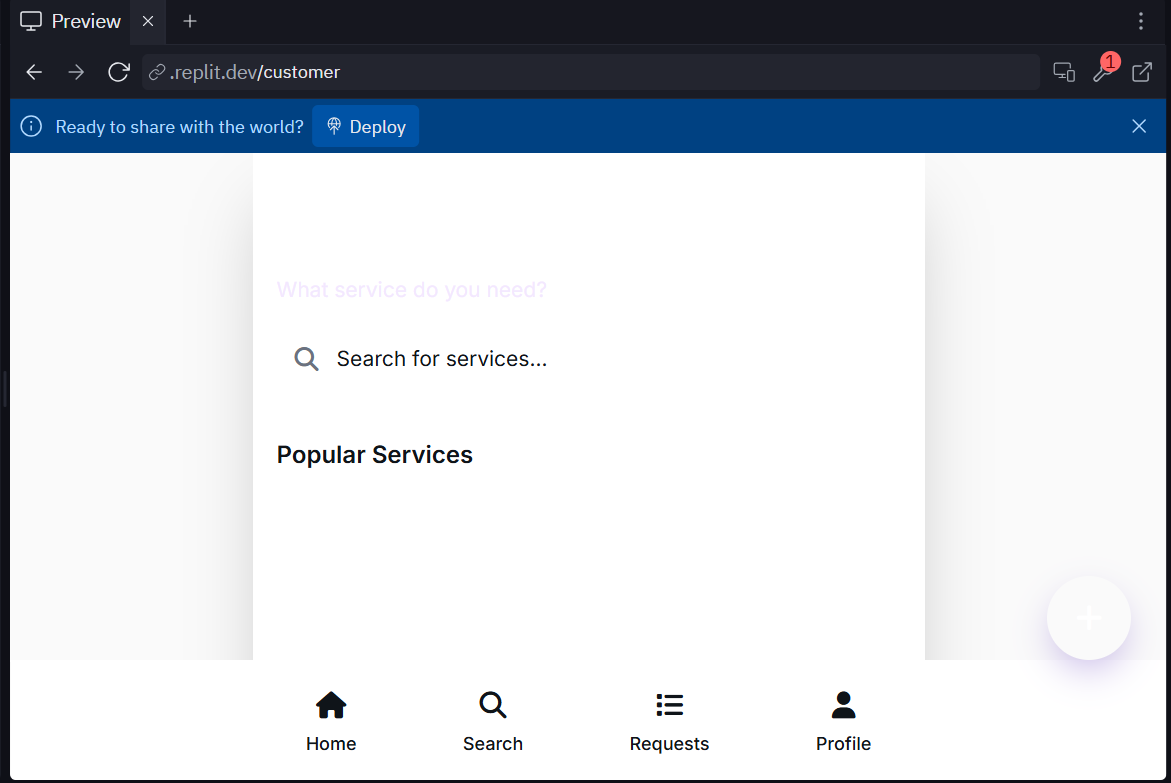 Preview
.replit.dev/customer
1
Ready to share with the world? Deploy
What service do you need?
Search for services...
Popular Services
+
Home Search Requests Profile